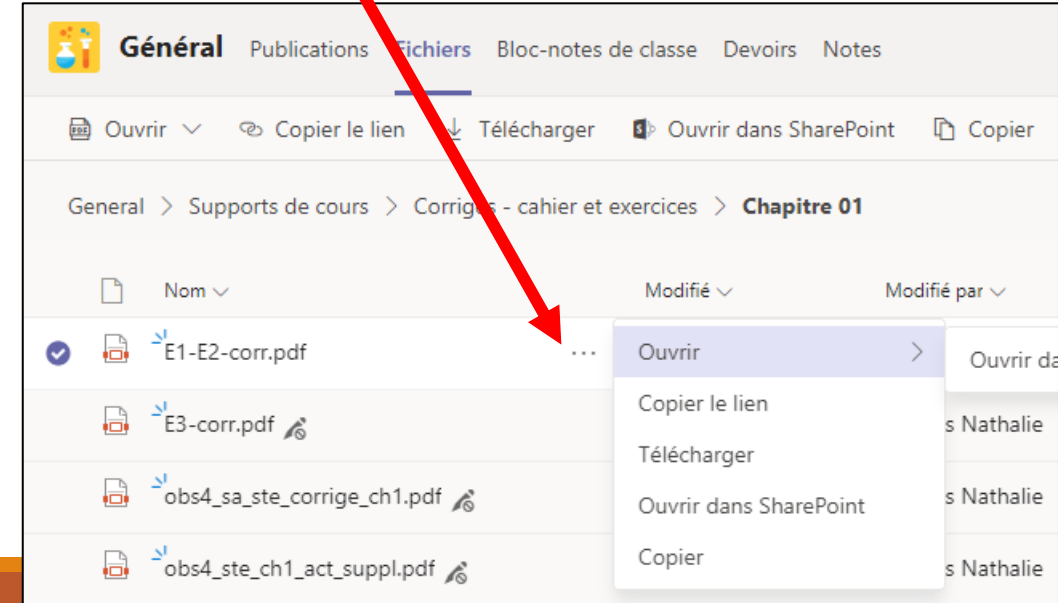 Général Publications Fichiers Bloc-notes de classe Devoirs Notes
Ouvrir Copier le lien Télécharger Ouvrir dans SharePoint Copier
General > Supports de cours > Corrigés - cahier et exercices > Chapitre 01
Nom Modifié Modifié par
E1-E2-corr.pdf ... Ouvrir > Ouvrir da
Copier le lien
E3-corr.pdf s Nathalie
Télécharger
obs4_sa_ste_corrige_ch1.pdf Ouvrir dans SharePoint s Nathalie
Copier
obs4_ste_ch1_act_suppl.pdf s Nathalie